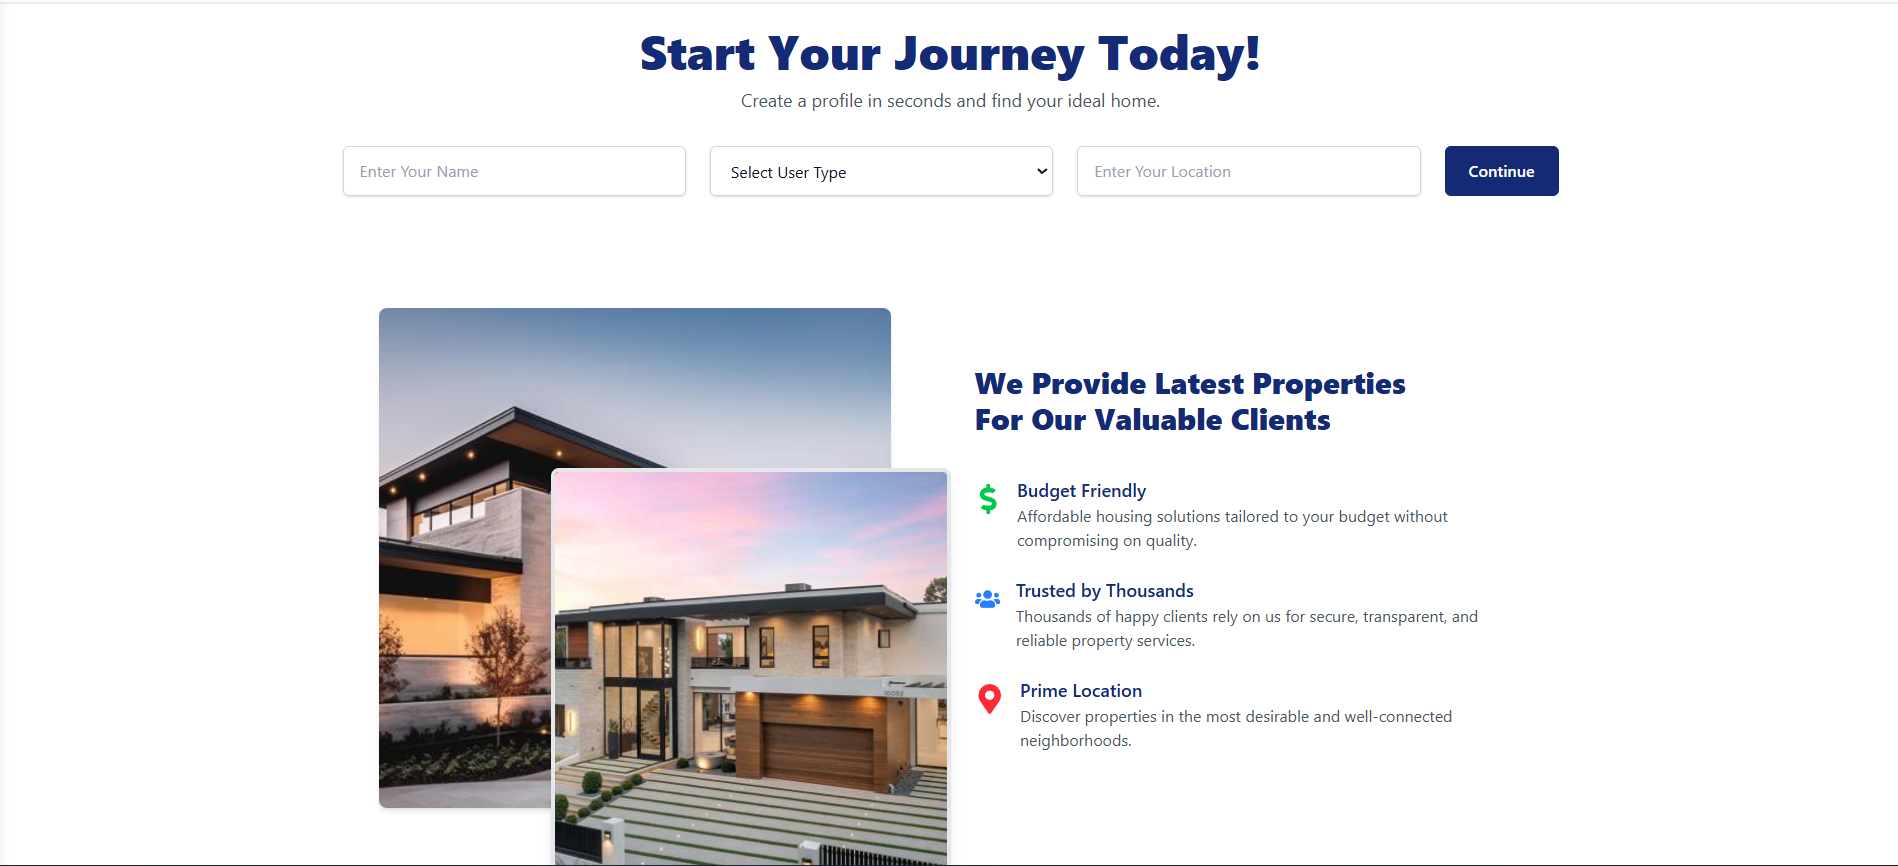 Start Your Journey Today!
Create a profile in seconds and find your ideal home.
Enter Your Name
Select User Type
Enter Your Location
Continue
We Provide Latest Properties
For Our Valuable Clients
Budget Friendly
Affordable housing solutions tailored to your budget without
compromising on quality.
Trusted by Thousands
Thousands of happy clients rely on us for secure, transparent, and
reliable property services.
Prime Location
Discover properties in the most desirable and well-connected
neighborhoods.